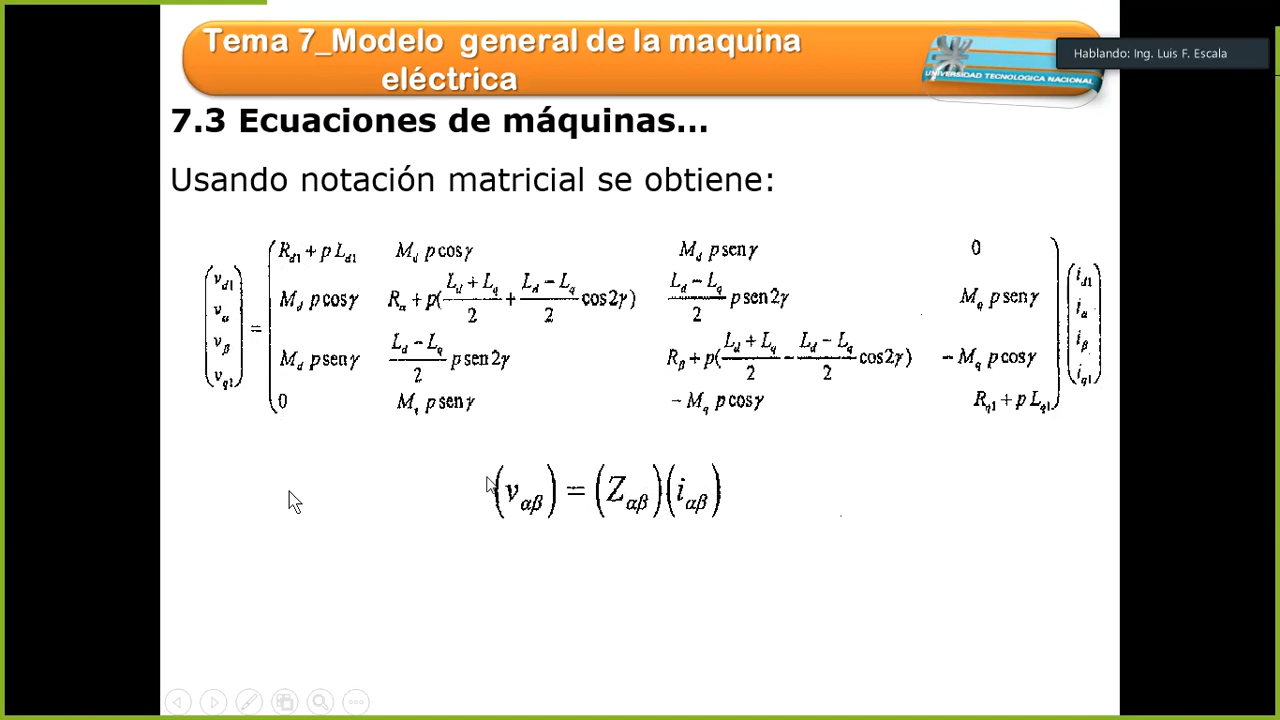 Tema 7_Modelo general de la maquina
eléctrica
UNIVERSIDAD TECNOLOGICA NACIONAL
Hablando: Ing. Luis F. Escala
7.3 Ecuaciones de máquinas...
Usando notación matricial se obtiene:
(v_d1, v_α, v_β, v_q1) =
R_d1 + p L_d1   M_d p cosγ   M_d p senγ   0
M_d p cosγ   R_α + p((L_d + L_q)/2 + (L_d − L_q)/2 cos2γ)   (L_d − L_q)/2 p sen2γ   M_q p senγ
M_d p senγ   (L_d − L_q)/2 p sen2γ   R_β + p((L_d + L_q)/2 − (L_d − L_q)/2 cos2γ)   − M_q p cosγ
0   M_q p senγ   − M_q p cosγ   R_q1 + p L_q1
(i_d1, i_α, i_β, i_q1)
(v_αβ) = (Z_αβ)(i_αβ)